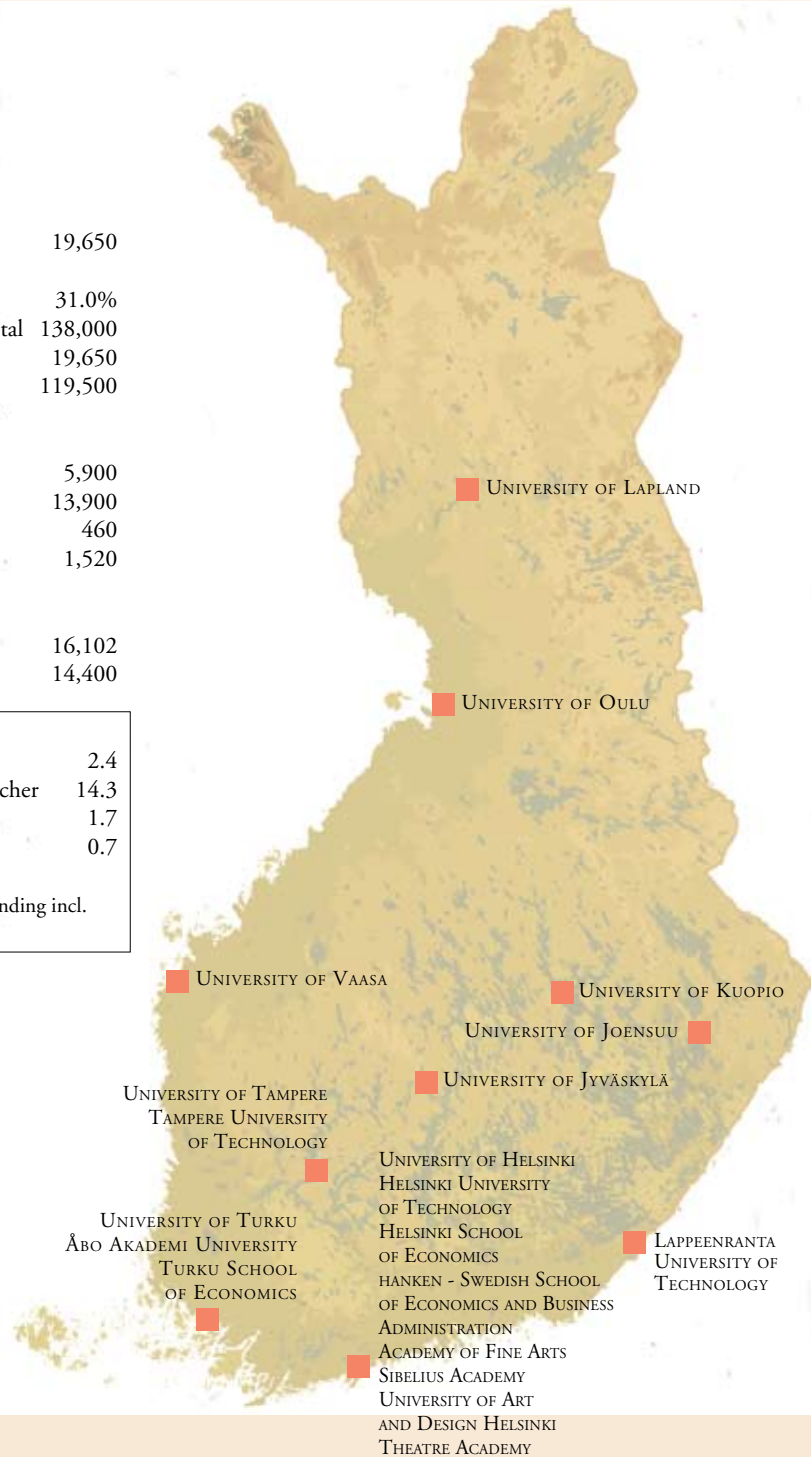 19,650
31.0%
tal 138,000
19,650
119,500
5,900
13,900
460
1,520
16,102
14,400
2.4
cher 14.3
1.7
0.7
nding incl.
University of Lapland
University of Oulu
University of Vaasa
University of Kuopio
University of Joensuu
University of Jyväskylä
University of Tampere
Tampere University
of Technology
University of Turku
Åbo Akademi University
Turku School
of Economics
University of Helsinki
Helsinki University
of Technology
Helsinki School
of Economics
hanken - Swedish School
of Economics and Business
Administration
Academy of Fine Arts
Sibelius Academy
University of Art
and Design Helsinki
Theatre Academy
Lappeenranta
University of
Technology